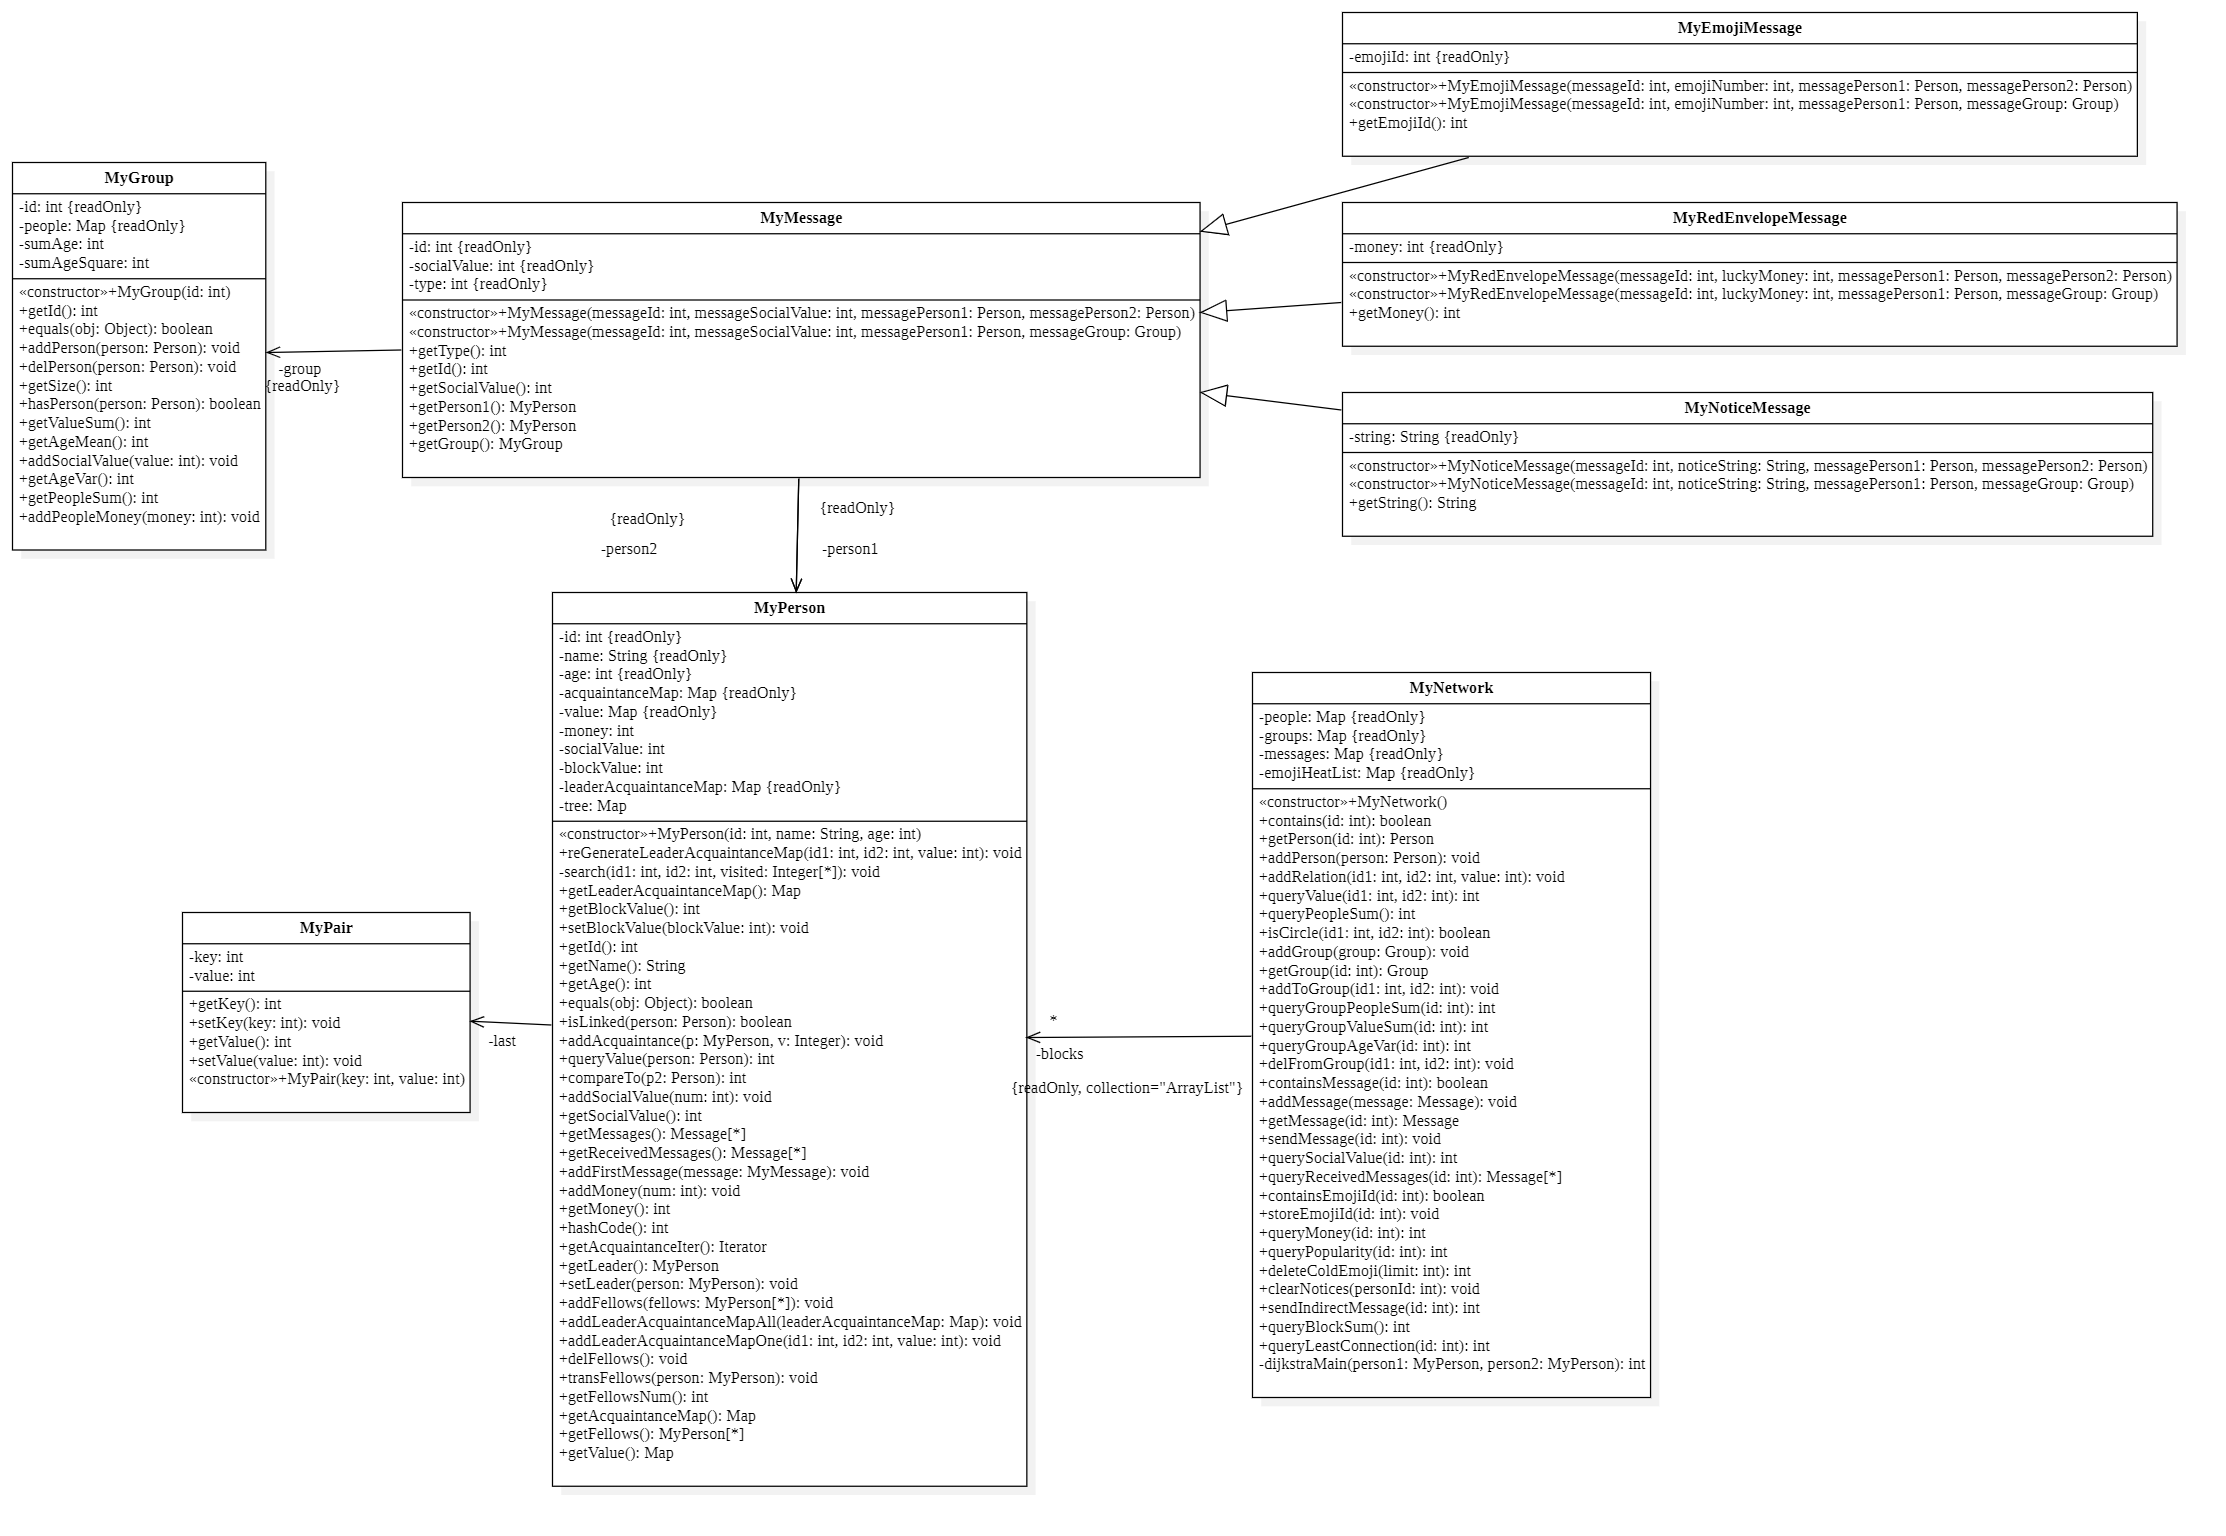 MyEmojiMessage
-emojiId: int {readOnly}
«constructor»+MyEmojiMessage(messageId: int, emojiNumber: int, messagePerson1: Person, messagePerson2: Person)
«constructor»+MyEmojiMessage(messageId: int, emojiNumber: int, messagePerson1: Person, messageGroup: Group)
+getEmojiId(): int
MyGroup
-id: int {readOnly}
-people: Map {readOnly}
-sumAge: int
-sumAgeSquare: int
«constructor»+MyGroup(id: int)
+getId(): int
+equals(obj: Object): boolean
+addPerson(person: Person): void
+delPerson(person: Person): void
+getSize(): int
+hasPerson(person: Person): boolean
+getValueSum(): int
+getAgeMean(): int
+addSocialValue(value: int): void
+getAgeVar(): int
+getPeopleSum(): int
+addPeopleMoney(money: int): void
-group
{readOnly}
MyMessage
-id: int {readOnly}
-socialValue: int {readOnly}
-type: int {readOnly}
«constructor»+MyMessage(messageId: int, messageSocialValue: int, messagePerson1: Person, messagePerson2: Person)
«constructor»+MyMessage(messageId: int, messageSocialValue: int, messagePerson1: Person, messageGroup: Group)
+getType(): int
+getId(): int
+getSocialValue(): int
+getPerson1(): MyPerson
+getPerson2(): MyPerson
+getGroup(): MyGroup
MyRedEnvelopeMessage
-money: int {readOnly}
«constructor»+MyRedEnvelopeMessage(messageId: int, luckyMoney: int, messagePerson1: Person, messagePerson2: Person)
«constructor»+MyRedEnvelopeMessage(messageId: int, luckyMoney: int, messagePerson1: Person, messageGroup: Group)
+getMoney(): int
MyNoticeMessage
-string: String {readOnly}
«constructor»+MyNoticeMessage(messageId: int, noticeString: String, messagePerson1: Person, messagePerson2: Person)
«constructor»+MyNoticeMessage(messageId: int, noticeString: String, messagePerson1: Person, messageGroup: Group)
+getString(): String
{readOnly}
-person2
{readOnly}
-person1
MyPerson
-id: int {readOnly}
-name: String {readOnly}
-age: int {readOnly}
-acquaintanceMap: Map {readOnly}
-value: Map {readOnly}
-money: int
-socialValue: int
-blockValue: int
-leaderAcquaintanceMap: Map {readOnly}
-tree: Map
«constructor»+MyPerson(id: int, name: String, age: int)
+reGenerateLeaderAcquaintanceMap(id1: int, id2: int, value: int): void
-search(id1: int, id2: int, visited: Integer[*]): void
+getLeaderAcquaintanceMap(): Map
+getBlockValue(): int
+setBlockValue(blockValue: int): void
+getId(): int
+getName(): String
+getAge(): int
+equals(obj: Object): boolean
+isLinked(person: Person): boolean
+addAcquaintance(p: MyPerson, v: Integer): void
+queryValue(person: Person): int
+compareTo(p2: Person): int
+addSocialValue(num: int): void
+getSocialValue(): int
+getMessages(): Message[*]
+getReceivedMessages(): Message[*]
+addFirstMessage(message: MyMessage): void
+addMoney(num: int): void
+getMoney(): int
+hashCode(): int
+getAcquaintanceIter(): Iterator
+getLeader(): MyPerson
+setLeader(person: MyPerson): void
+addFellows(fellows: MyPerson[*]): void
+addLeaderAcquaintanceMapAll(leaderAcquaintanceMap: Map): void
+addLeaderAcquaintanceMapOne(id1: int, id2: int, value: int): void
+delFellows(): void
+transFellows(person: MyPerson): void
+getFellowsNum(): int
+getAcquaintanceMap(): Map
+getFellows(): MyPerson[*]
+getValue(): Map
MyPair
-key: int
-value: int
+getKey(): int
+setKey(key: int): void
+getValue(): int
+setValue(value: int): void
«constructor»+MyPair(key: int, value: int)
-last
*
-blocks
{readOnly, collection="ArrayList"}
MyNetwork
-people: Map {readOnly}
-groups: Map {readOnly}
-messages: Map {readOnly}
-emojiHeatList: Map {readOnly}
«constructor»+MyNetwork()
+contains(id: int): boolean
+getPerson(id: int): Person
+addPerson(person: Person): void
+addRelation(id1: int, id2: int, value: int): void
+queryValue(id1: int, id2: int): int
+queryPeopleSum(): int
+isCircle(id1: int, id2: int): boolean
+addGroup(group: Group): void
+getGroup(id: int): Group
+addToGroup(id1: int, id2: int): void
+queryGroupPeopleSum(id: int): int
+queryGroupValueSum(id: int): int
+queryGroupAgeVar(id: int): int
+delFromGroup(id1: int, id2: int): void
+containsMessage(id: int): boolean
+addMessage(message: Message): void
+getMessage(id: int): Message
+sendMessage(id: int): void
+querySocialValue(id: int): int
+queryReceivedMessages(id: int): Message[*]
+containsEmojiId(id: int): boolean
+storeEmojiId(id: int): void
+queryMoney(id: int): int
+queryPopularity(id: int): int
+deleteColdEmoji(limit: int): int
+clearNotices(personId: int): void
+sendIndirectMessage(id: int): int
+queryBlockSum(): int
+queryLeastConnection(id: int): int
-dijkstraMain(person1: MyPerson, person2: MyPerson): int